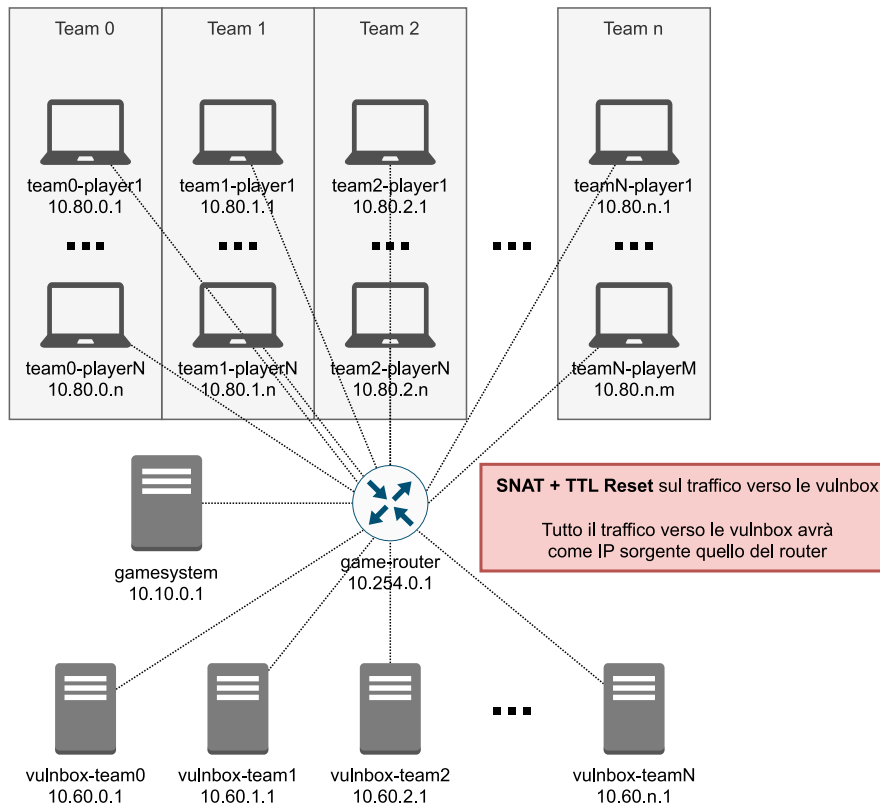 Team 0
Team 1
Team 2
Team n
team0-player1
10.80.0.1
team1-player1
10.80.1.1
team2-player1
10.80.2.1
teamN-player1
10.80.n.1
team0-playerN
10.80.0.n
team1-playerN
10.80.1.n
team2-playerN
10.80.2.n
teamN-playerM
10.80.n.m
gamesystem
10.10.0.1
game-router
10.254.0.1
SNAT + TTL Reset sul traffico verso le vulnbox
Tutto il traffico verso le vulnbox avrà
come IP sorgente quello del router
vulnbox-team0
10.60.0.1
vulnbox-team1
10.60.1.1
vulnbox-team2
10.60.2.1
vulnbox-teamN
10.60.n.1